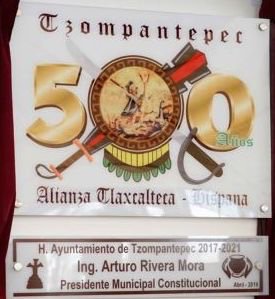 Tzompantepec
500
Años
Alianza Tlaxcalteca - Hispana
H. Ayuntamiento de Tzompantepec 2017-2021
Ing. Arturo Rivera Mora
Presidente Municipal Constitucional